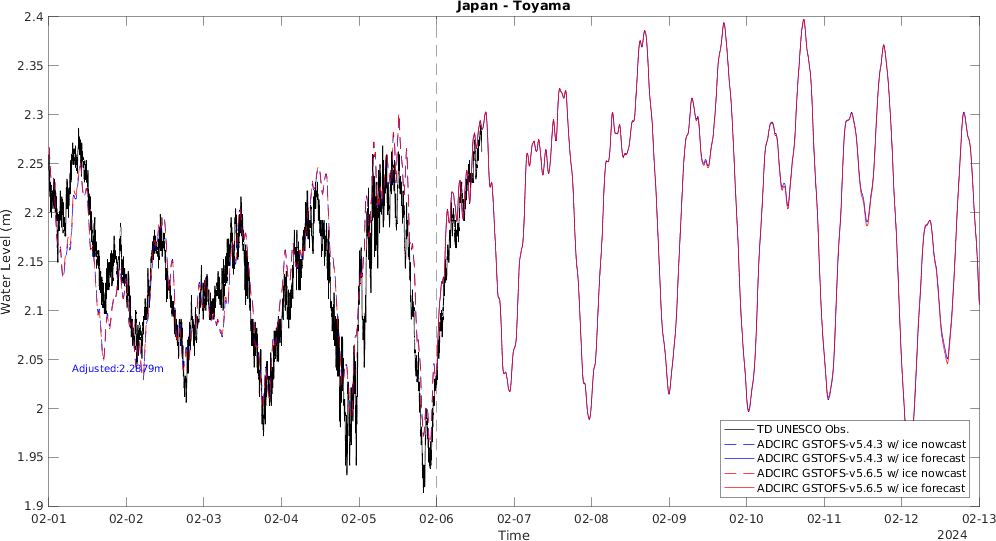 Japan - Toyama
2.4
2.35
2.3
2.25
2.2
2.15
2.1
2.05
2
1.95
1.9
Water Level (m)
Adjusted:2.2879m
TD UNESCO Obs.
ADCIRC GSTOFS-v5.4.3 w/ ice nowcast
ADCIRC GSTOFS-v5.4.3 w/ ice forecast
ADCIRC GSTOFS-v5.6.5 w/ ice nowcast
ADCIRC GSTOFS-v5.6.5 w/ ice forecast
02-01 02-02 02-03 02-04 02-05 02-06 02-07 02-08 02-09 02-10 02-11 02-12 02-13
Time
2024